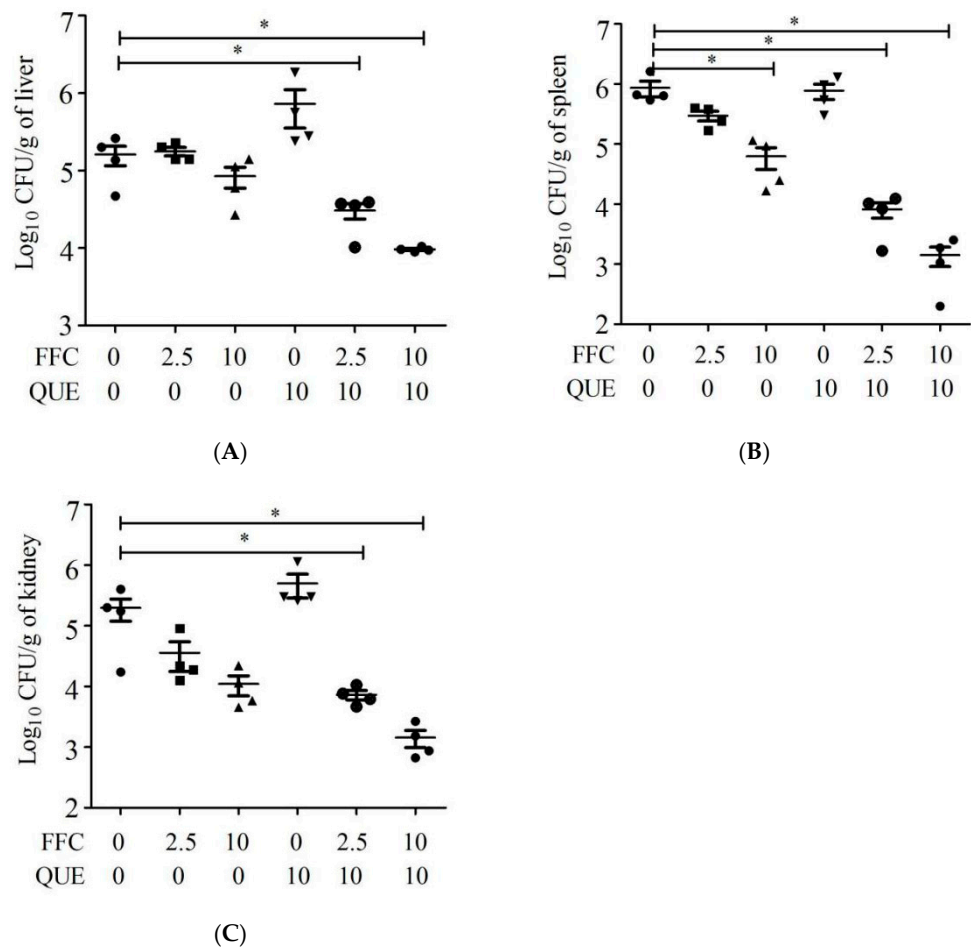 7
6
5
4
3
Log₁₀ CFU/g of liver
*
*
FFC 0 2.5 10 0 2.5 10
QUE 0 0 0 10 10 10
(A)
7
6
5
4
3
2
Log₁₀ CFU/g of spleen
*
*
*
FFC 0 2.5 10 0 2.5 10
QUE 0 0 0 10 10 10
(B)
7
6
5
4
3
2
Log₁₀ CFU/g of kidney
*
*
FFC 0 2.5 10 0 2.5 10
QUE 0 0 0 10 10 10
(C)